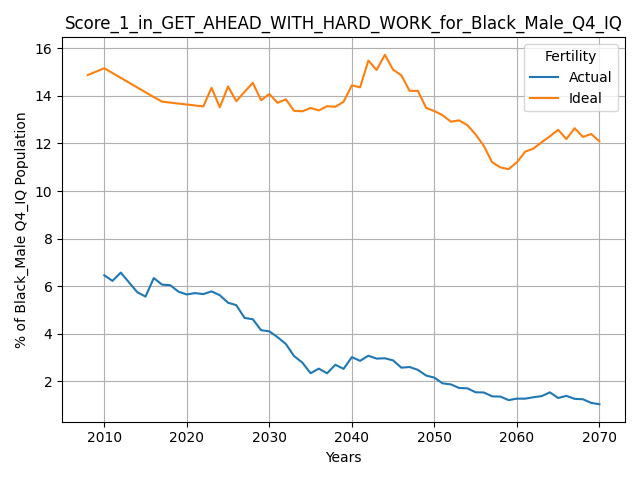 Score_1_in_GET_AHEAD_WITH_HARD_WORK_for_Black_Male_Q4_IQ
% of Black_Male Q4_IQ Population
16
14
12
10
8
6
4
2
Fertility
Actual
Ideal
2010 2020 2030 2040 2050 2060 2070
Years